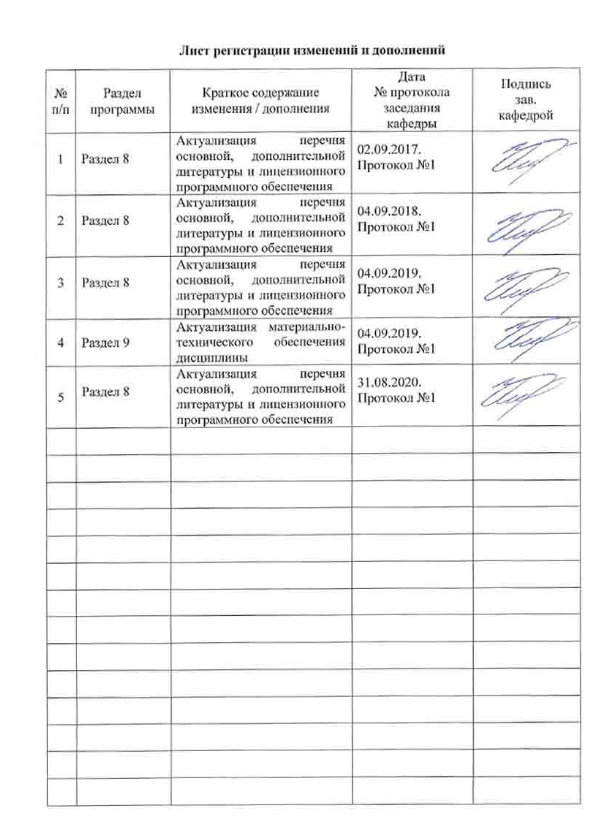 Лист регистрации изменений и дополнений
№
п/п
Раздел
программы
Краткое содержание
изменения / дополнения
Дата
№ протокола
заседания
кафедры
Подпись
зав.
кафедрой
1
Раздел 8
Актуализация перечня
основной, дополнительной
литературы и лицензионного
программного обеспечения
02.09.2017.
Протокол №1
2
Раздел 8
Актуализация перечня
основной, дополнительной
литературы и лицензионного
программного обеспечения
04.09.2018.
Протокол №1
3
Раздел 8
Актуализация перечня
основной, дополнительной
литературы и лицензионного
программного обеспечения
04.09.2019.
Протокол №1
4
Раздел 9
Актуализация материально-
технического обеспечения
дисциплины
04.09.2019.
Протокол №1
5
Раздел 8
Актуализация перечня
основной, дополнительной
литературы и лицензионного
программного обеспечения
31.08.2020.
Протокол №1